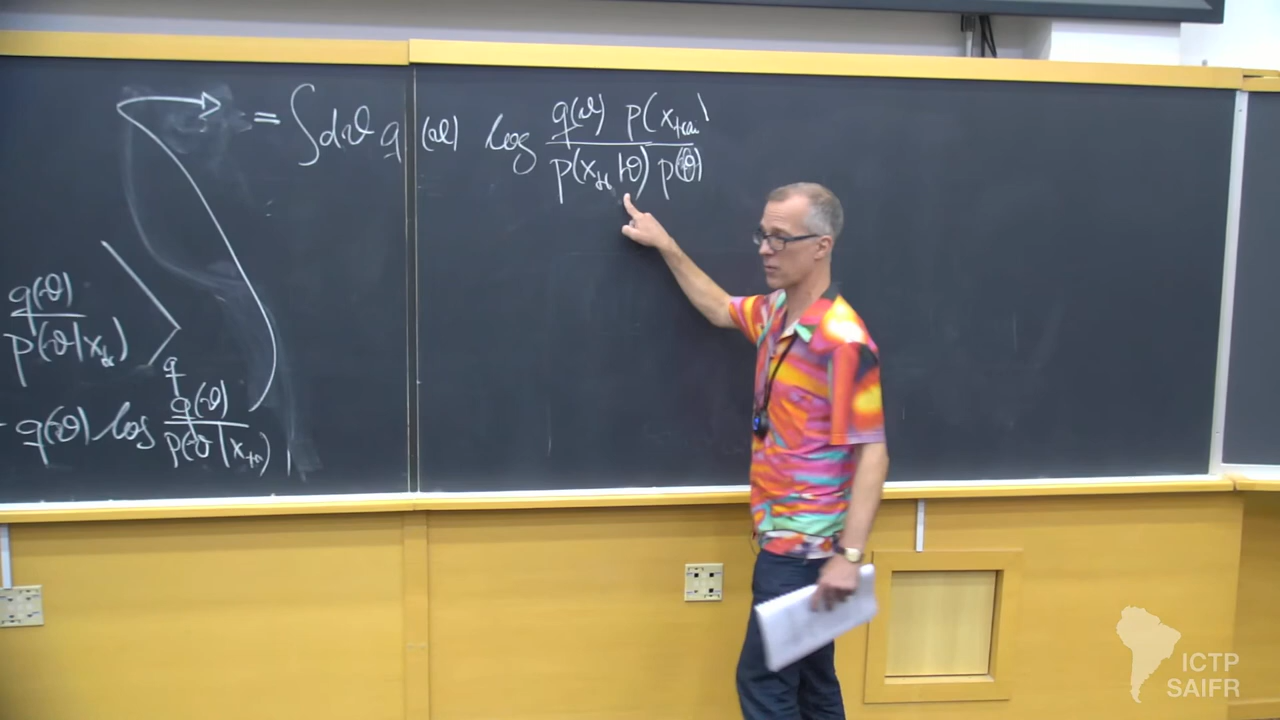 = ∫dϑ q(ϑ) log q(ϑ) p(x_train) / p(x_tr|ϑ) p(ϑ)
q(ϑ) / p(ϑ|x_tr)
q
q(ϑ) log q(ϑ) / p(ϑ|x_tr)
ICTP
SAIFR